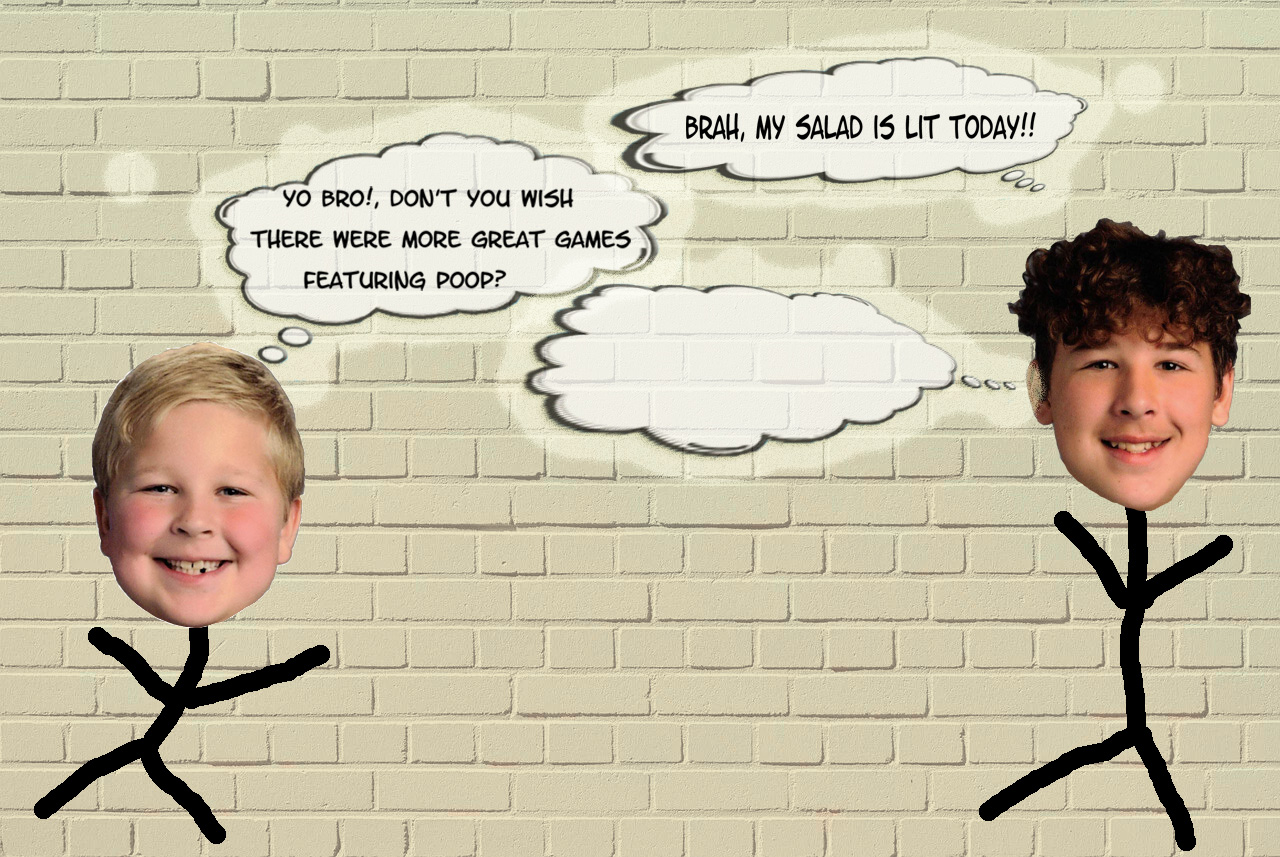 BRAH, MY SALAD IS LIT TODAY!!
YO BRO!, DON'T YOU WISH
THERE WERE MORE GREAT GAMES
FEATURING POOP?